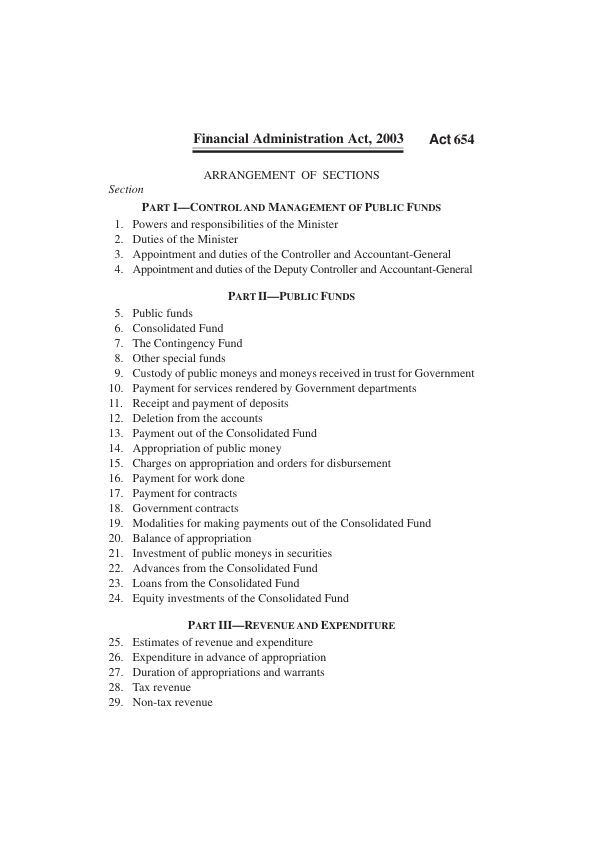 Financial Administration Act, 2003 Act 654
ARRANGEMENT OF SECTIONS
Section
PART I—CONTROL AND MANAGEMENT OF PUBLIC FUNDS
1. Powers and responsibilities of the Minister
2. Duties of the Minister
3. Appointment and duties of the Controller and Accountant-General
4. Appointment and duties of the Deputy Controller and Accountant-General
PART II—PUBLIC FUNDS
5. Public funds
6. Consolidated Fund
7. The Contingency Fund
8. Other special funds
9. Custody of public moneys and moneys received in trust for Government
10. Payment for services rendered by Government departments
11. Receipt and payment of deposits
12. Deletion from the accounts
13. Payment out of the Consolidated Fund
14. Appropriation of public money
15. Charges on appropriation and orders for disbursement
16. Payment for work done
17. Payment for contracts
18. Government contracts
19. Modalities for making payments out of the Consolidated Fund
20. Balance of appropriation
21. Investment of public moneys in securities
22. Advances from the Consolidated Fund
23. Loans from the Consolidated Fund
24. Equity investments of the Consolidated Fund
PART III—REVENUE AND EXPENDITURE
25. Estimates of revenue and expenditure
26. Expenditure in advance of appropriation
27. Duration of appropriations and warrants
28. Tax revenue
29. Non-tax revenue